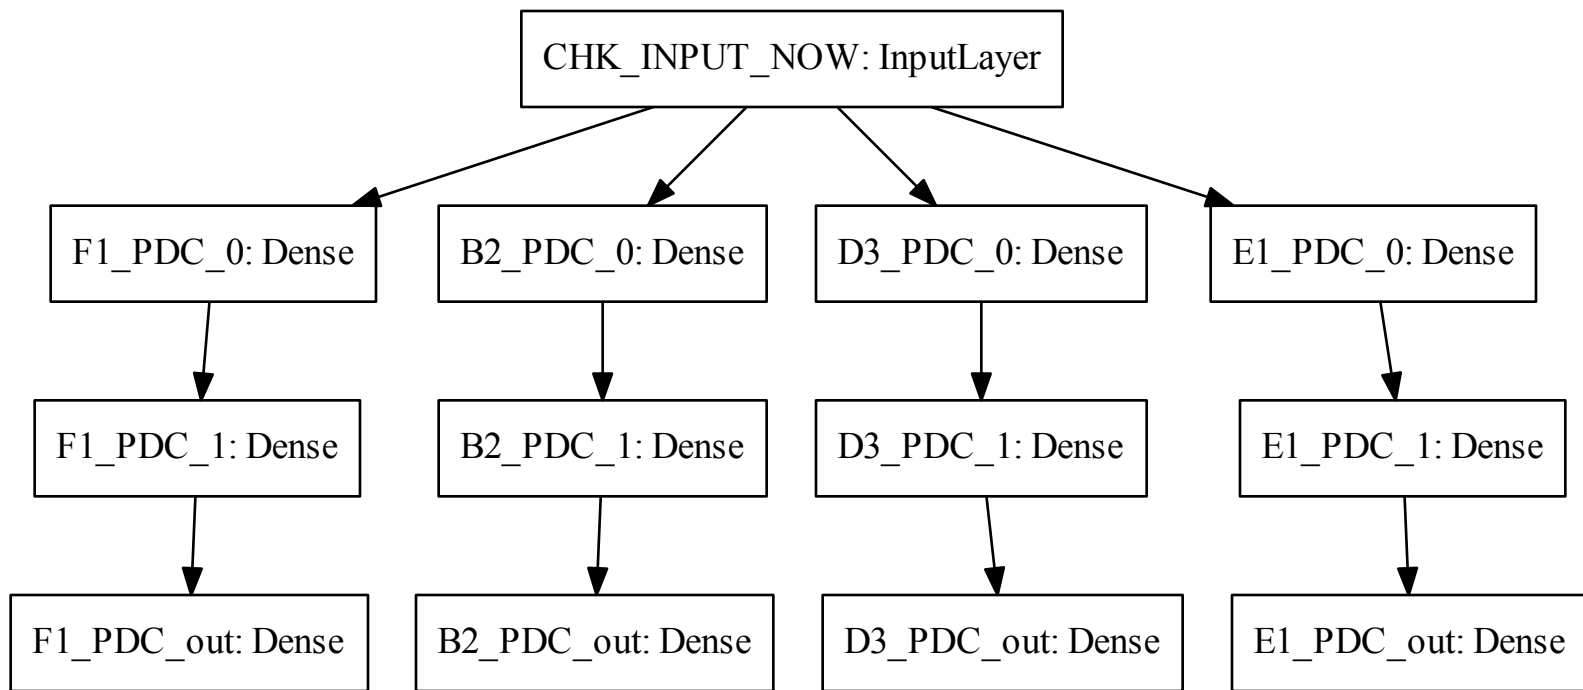 CHK_INPUT_NOW: InputLayer
F1_PDC_0: Dense
B2_PDC_0: Dense
D3_PDC_0: Dense
E1_PDC_0: Dense
F1_PDC_1: Dense
B2_PDC_1: Dense
D3_PDC_1: Dense
E1_PDC_1: Dense
F1_PDC_out: Dense
B2_PDC_out: Dense
D3_PDC_out: Dense
E1_PDC_out: Dense